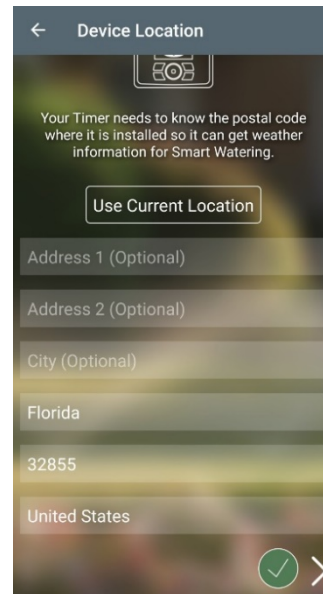 Device Location
Your Timer needs to know the postal code
where it is installed so it can get weather
information for Smart Watering.
Use Current Location
Address 1 (Optional)
Address 2 (Optional)
City (Optional)
Florida
32855
United States